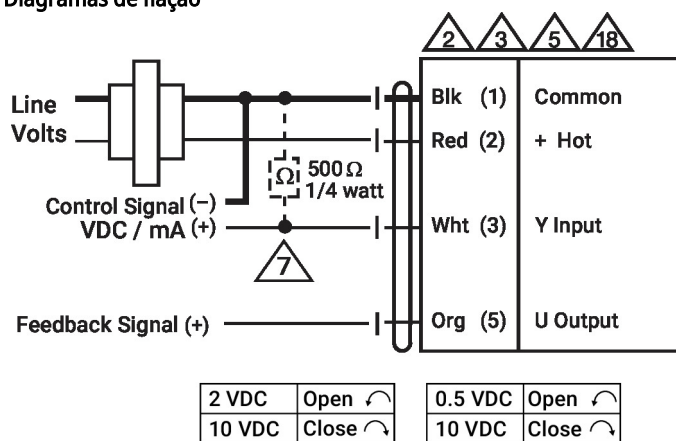 Diagramas de fiação
2 3 5 18
Line
Volts
Blk (1) Common
Red (2) + Hot
Ω 500 Ω
1/4 watt
Control Signal (−)
VDC / mA (+)
Wht (3) Y Input
7
Feedback Signal (+)
Org (5) U Output
2 VDC Open
10 VDC Close
0.5 VDC Open
10 VDC Close